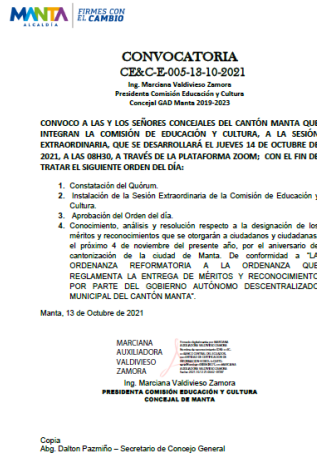 MANTA
ALCALDÍA
FIRMES CON
EL CAMBIO
CONVOCATORIA
CE&C-E-005-13-10-2021
Ing. Marciana Valdivieso Zamora
Presidenta Comisión Educación y Cultura
Concejal GAD Manta 2019-2023
CONVOCO A LAS Y LOS SEÑORES CONCEJALES DEL CANTÓN MANTA QUE
INTEGRAN LA COMISIÓN DE EDUCACIÓN Y CULTURA, A LA SESIÓN
EXTRAORDINARIA, QUE SE DESARROLLARÁ EL JUEVES 14 DE OCTUBRE DE
2021, A LAS 08H30, A TRAVÉS DE LA PLATAFORMA ZOOM; CON EL FIN DE
TRATAR EL SIGUIENTE ORDEN DEL DÍA:
1. Constatación del Quórum.
2. Instalación de la Sesión Extraordinaria de la Comisión de Educación y
Cultura.
3. Aprobación del Orden del día.
4. Conocimiento, análisis y resolución respecto a la designación de los
méritos y reconocimientos que se otorgarán a ciudadanos y ciudadanas,
el próximo 4 de noviembre del presente año, por el aniversario de
cantonización de la ciudad de Manta. De conformidad a "LA
ORDENANZA REFORMATORIA A LA ORDENANZA QUE
REGLAMENTA LA ENTREGA DE MÉRITOS Y RECONOCIMIENTO
POR PARTE DEL GOBIERNO AUTÓNOMO DESCENTRALIZADO
MUNICIPAL DEL CANTÓN MANTA".
Manta, 13 de Octubre de 2021
MARCIANA
AUXILIADORA
VALDIVIESO
ZAMORA
Ing. Marciana Valdivieso Zamora
PRESIDENTA COMISIÓN EDUCACIÓN Y CULTURA
CONCEJAL DE MANTA
Copia
Abg. Dalton Pazmiño – Secretario de Concejo General